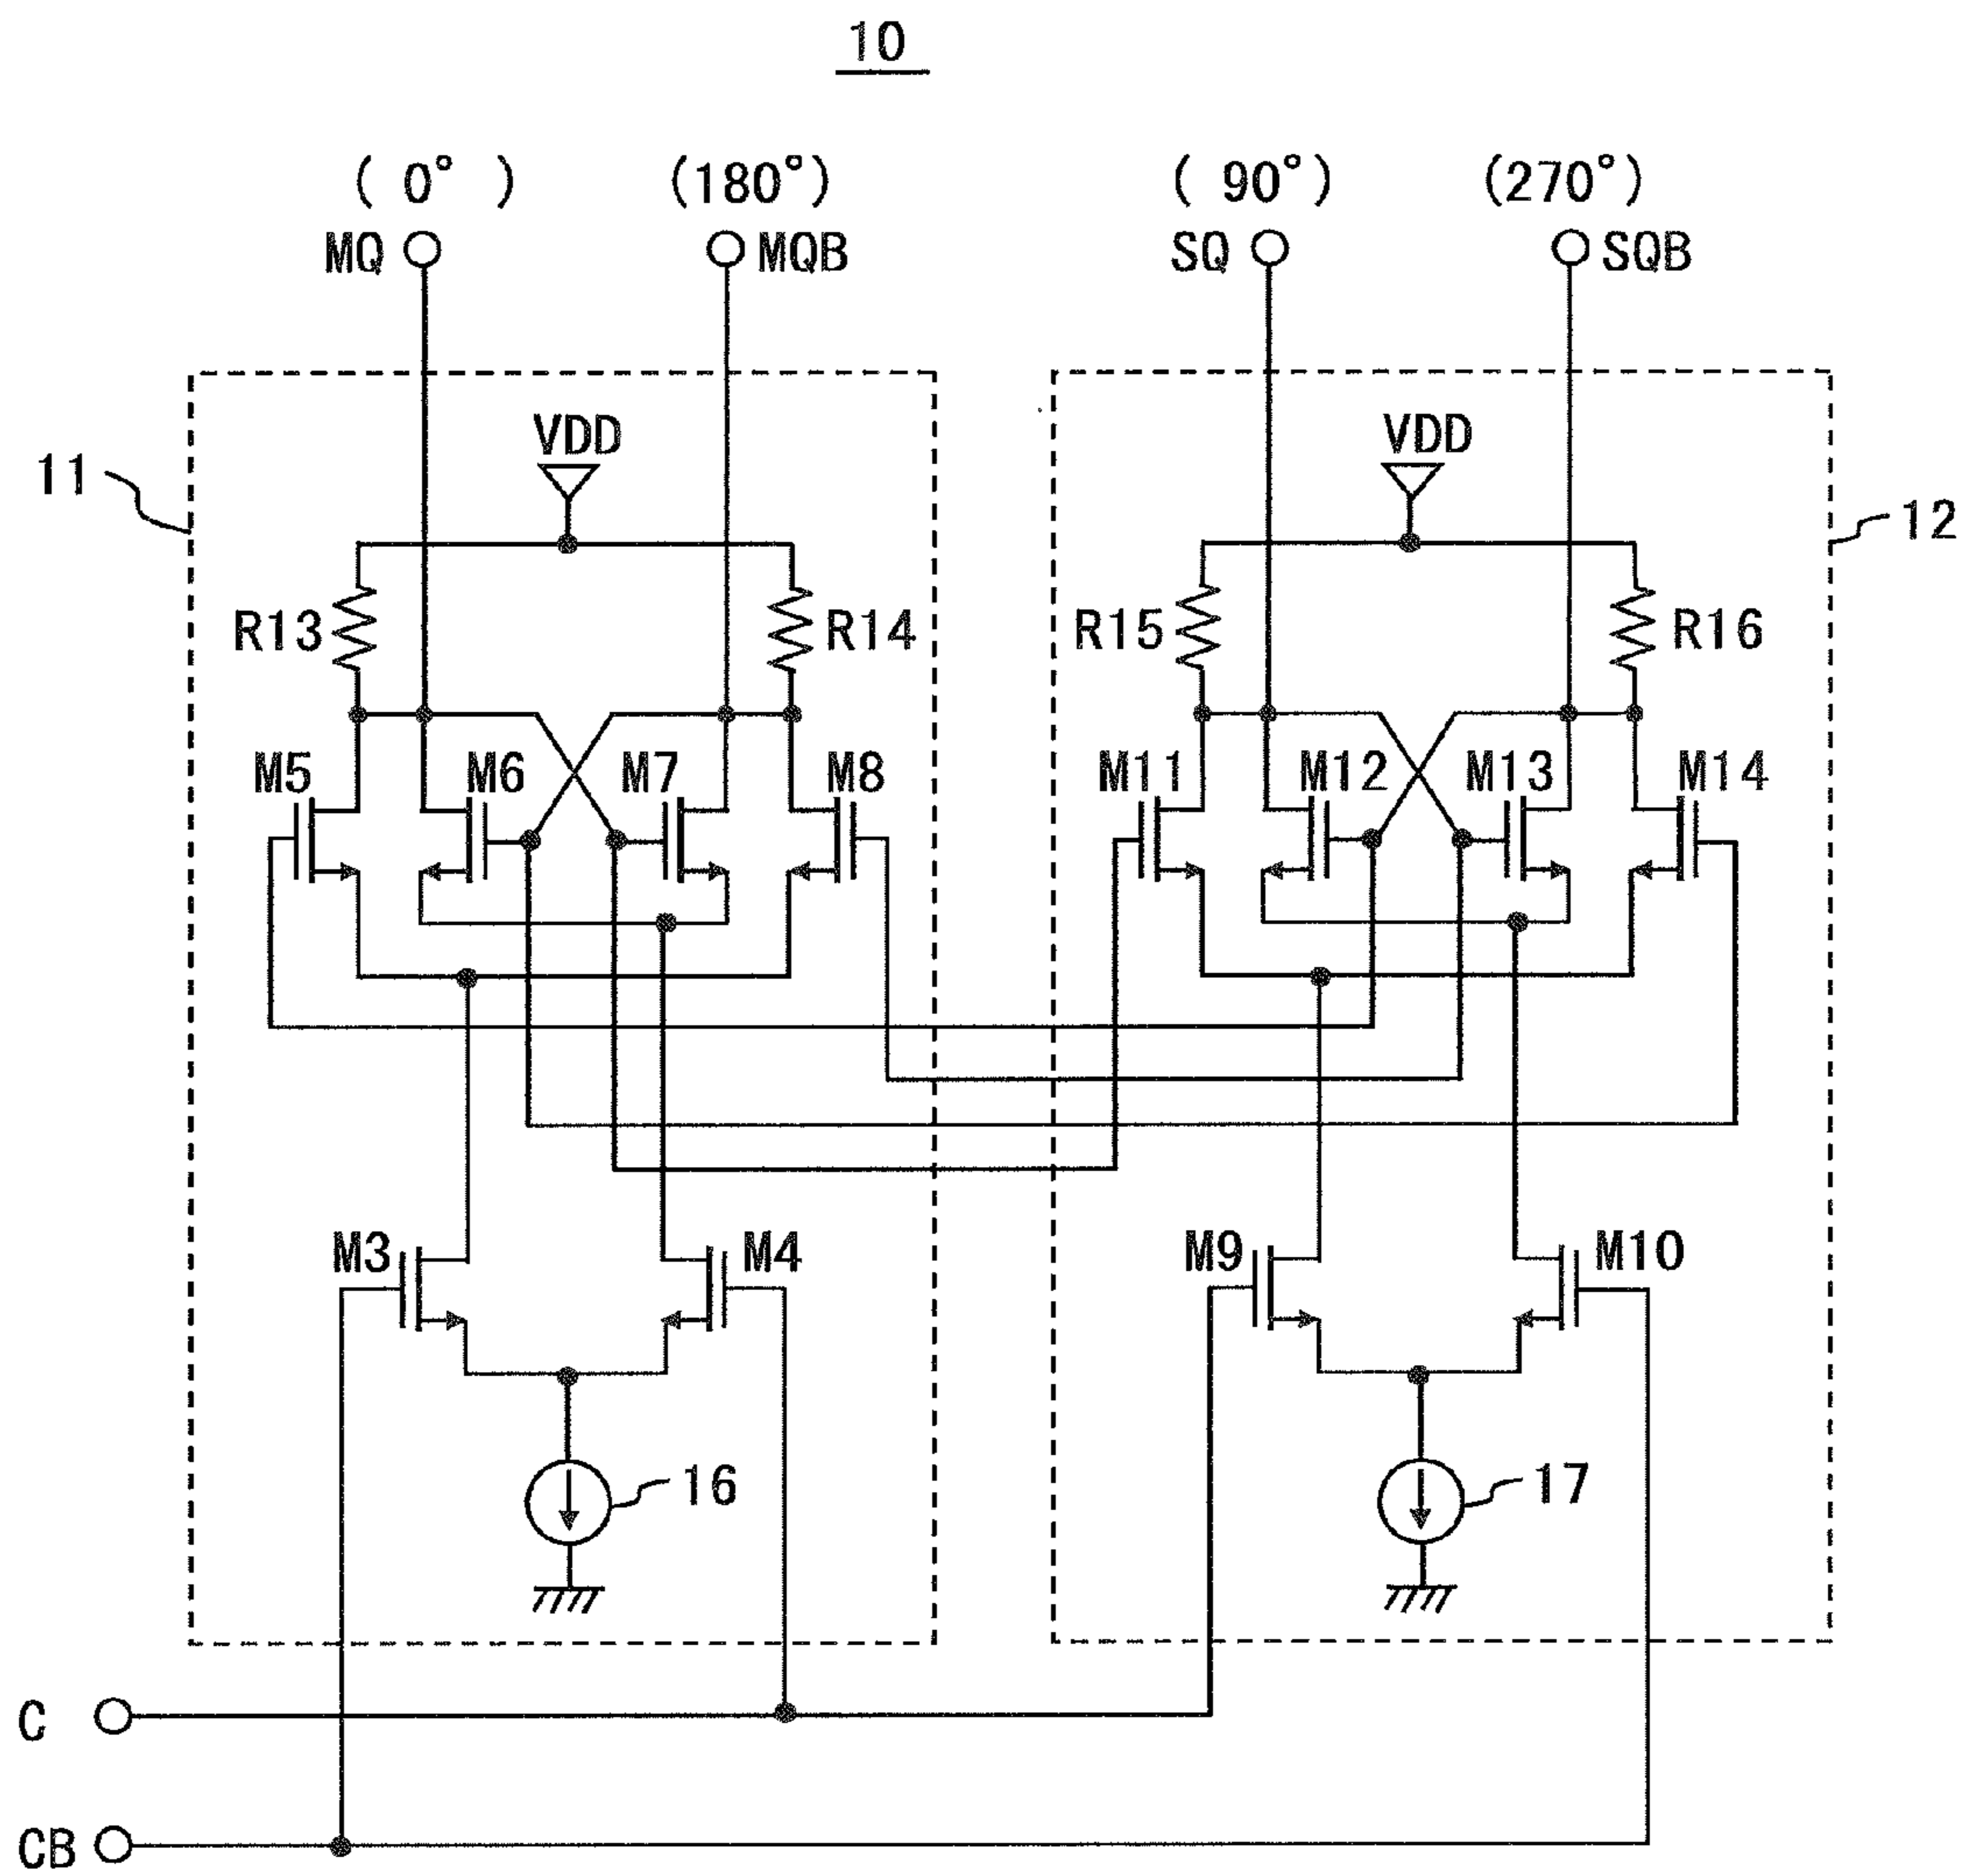 10
( 0° ) (180°) ( 90°) (270°)
MQ MQB SQ SQB
VDD VDD
11 12
R13 R14 R15 R16
M5 M6 M7 M8 M11 M12 M13 M14
M3 M4 M9 M10
16 17
C
CB